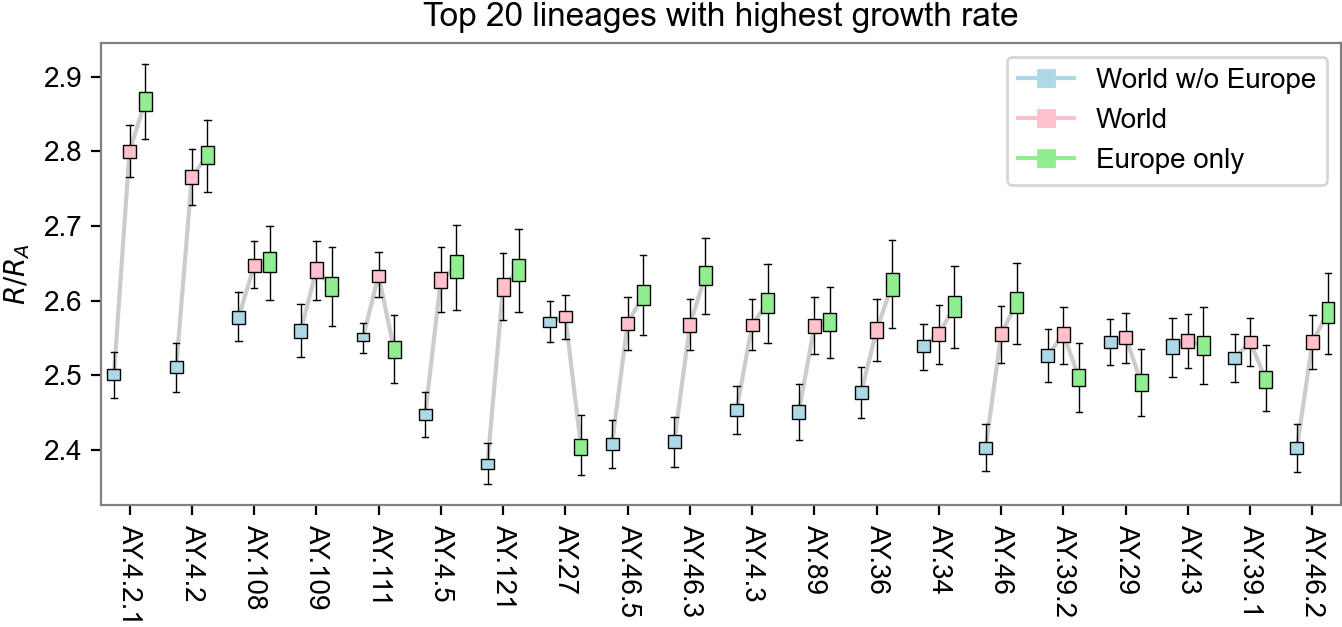 Top 20 lineages with highest growth rate
2.9
2.8
2.7
2.6
2.5
2.4
R/R_A
World w/o Europe
World
Europe only
AY.4.2.1
AY.4.2
AY.108
AY.109
AY.111
AY.4.5
AY.121
AY.27
AY.46.5
AY.46.3
AY.4.3
AY.89
AY.36
AY.34
AY.46
AY.39.2
AY.29
AY.43
AY.39.1
AY.46.2